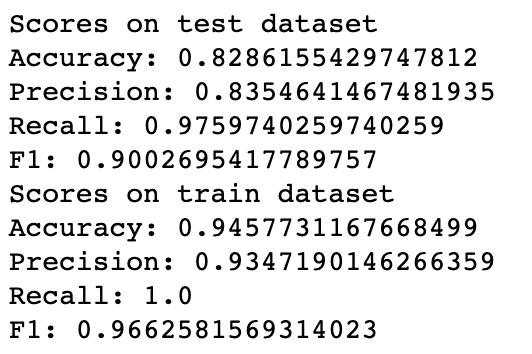 Scores on test dataset
Accuracy: 0.8286155429747812
Precision: 0.8354641467481935
Recall: 0.9759740259740259
F1: 0.9002695417789757
Scores on train dataset
Accuracy: 0.9457731167668499
Precision: 0.9347190146266359
Recall: 1.0
F1: 0.9662581569314023